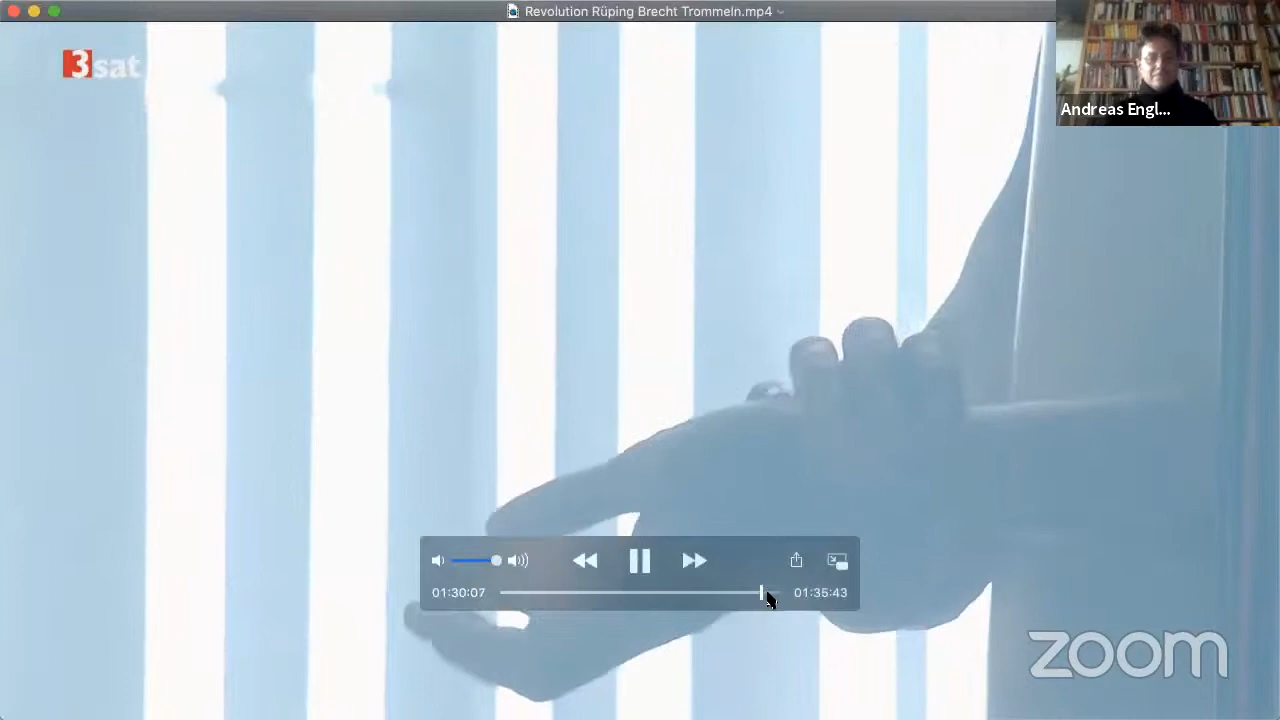 Revolution Rüping Brecht Trommeln.mp4
3sat
Andreas Engl...
01:30:07
01:35:43
zoom